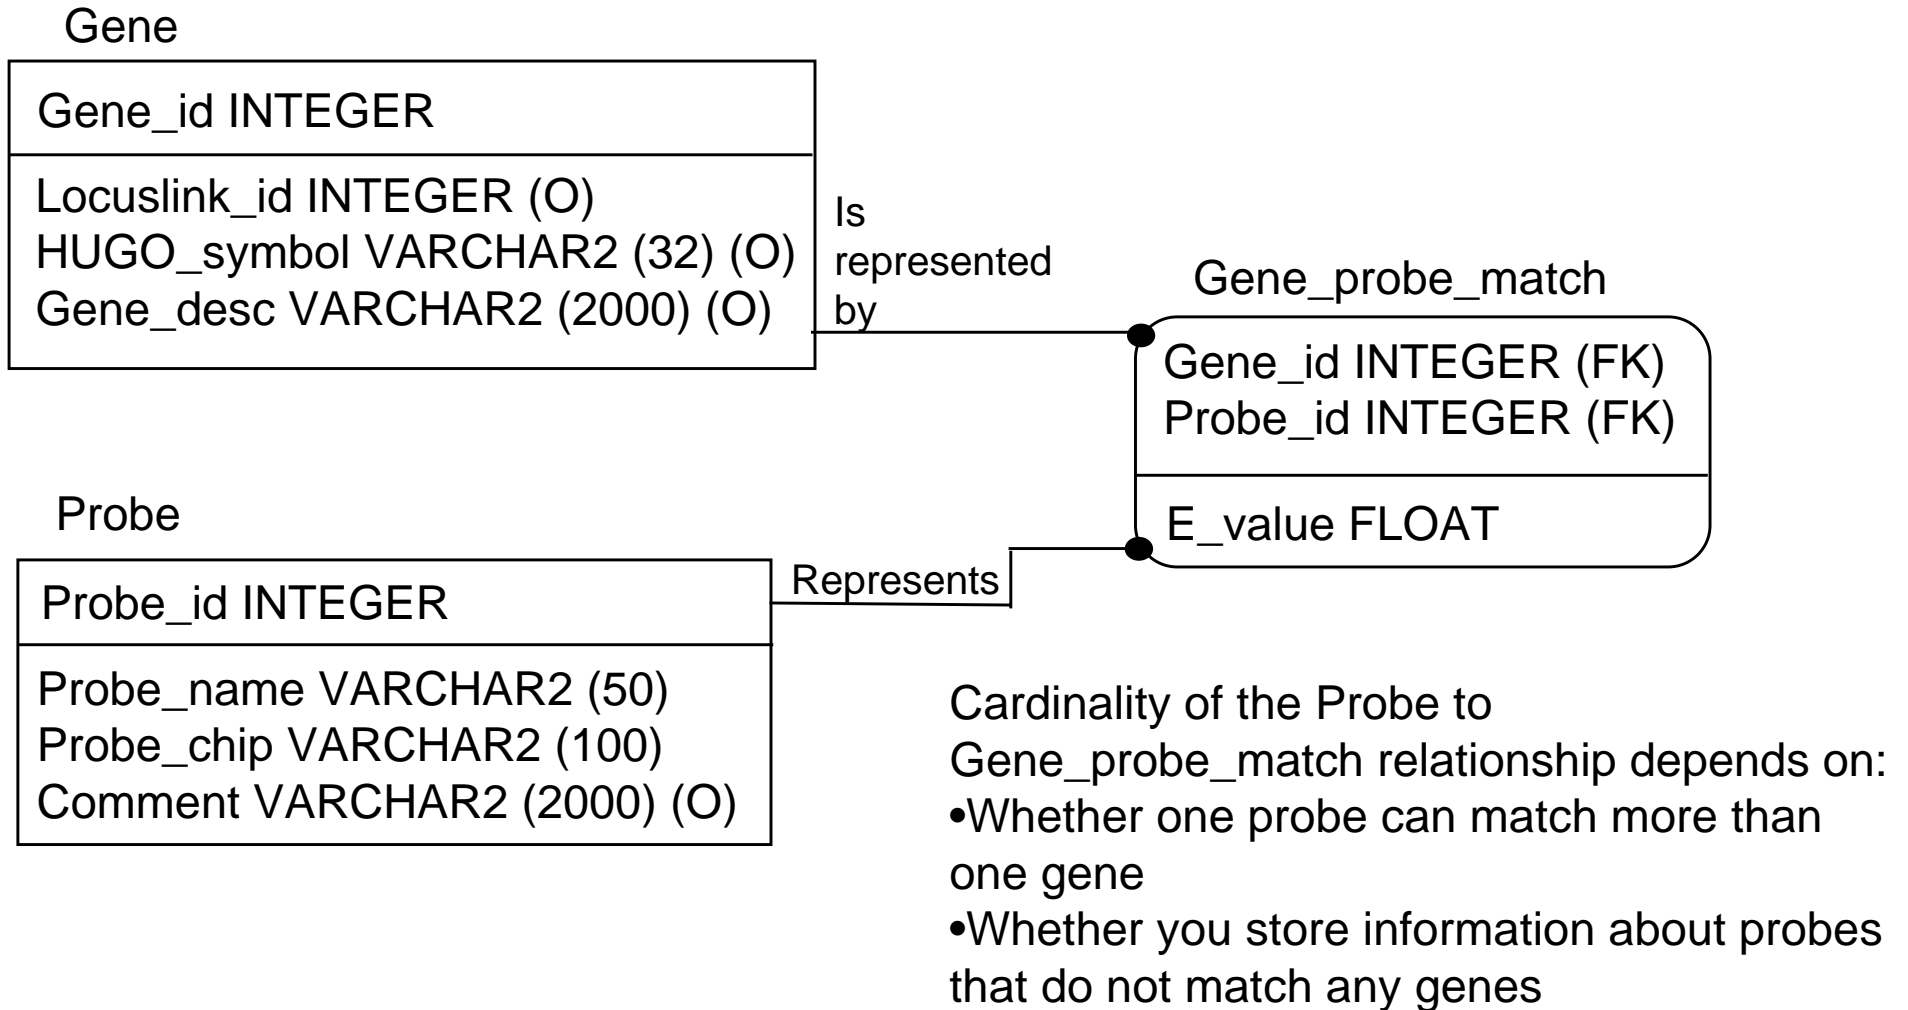 Gene
Gene_id INTEGER
Locuslink_id INTEGER (O)
HUGO_symbol VARCHAR2 (32) (O)
Gene_desc VARCHAR2 (2000) (O)
Is
represented
by
Gene_probe_match
Gene_id INTEGER (FK)
Probe_id INTEGER (FK)
E_value FLOAT
Probe
Probe_id INTEGER
Probe_name VARCHAR2 (50)
Probe_chip VARCHAR2 (100)
Comment VARCHAR2 (2000) (O)
Represents
Cardinality of the Probe to
Gene_probe_match relationship depends on:
•Whether one probe can match more than
one gene
•Whether you store information about probes
that do not match any genes